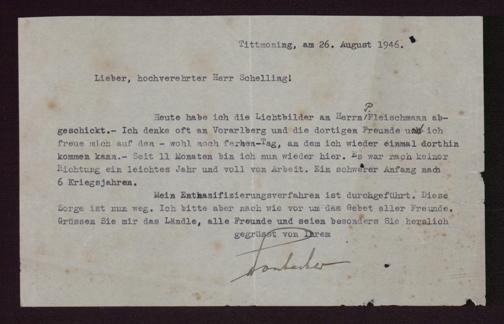 Tittmoning, am 26. August 1946.
Lieber, hochverehrter Herr Schelling!
Heute habe ich die Lichtbilder an Herrn P. Fleischmann ab-
geschickt.- Ich denke oft an Vorarlberg und die dortigen Freunde und ich
freue mich auf den - wohl noch fernen-Tag, an dem ich wieder einmal dorthin
kommen kann.- Seit 11 Monaten bin ich nun wieder hier. Es war nach keiner
Richtung ein leichtes Jahr und voll von Arbeit. Ein schwerer Anfang nach
6 Kriegsjahren.
Mein Entnazifizierungsverfahren ist durchgeführt. Diese
Sorge ist nun weg. Ich bitte aber nach wie vor um das Gebet aller Freunde.
Grüssen Sie mir das Ländle, alle Freunde und seien besonders Sie herzlich
gegrüsst von Ihrem